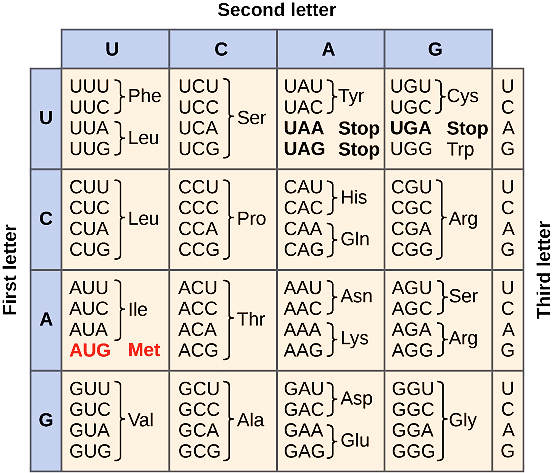 Second letter
U C A G
First letter
Third letter
U
UUU
UUC
Phe
UUA
UUG
Leu
UCU
UCC
UCA
UCG
Ser
UAU
UAC
Tyr
UAA Stop
UAG Stop
UGU
UGC
Cys
UGA Stop
UGG Trp
U
C
A
G
C
CUU
CUC
CUA
CUG
Leu
CCU
CCC
CCA
CCG
Pro
CAU
CAC
His
CAA
CAG
Gln
CGU
CGC
CGA
CGG
Arg
U
C
A
G
A
AUU
AUC
AUA
Ile
AUG Met
ACU
ACC
ACA
ACG
Thr
AAU
AAC
Asn
AAA
AAG
Lys
AGU
AGC
Ser
AGA
AGG
Arg
U
C
A
G
G
GUU
GUC
GUA
GUG
Val
GCU
GCC
GCA
GCG
Ala
GAU
GAC
Asp
GAA
GAG
Glu
GGU
GGC
GGA
GGG
Gly
U
C
A
G